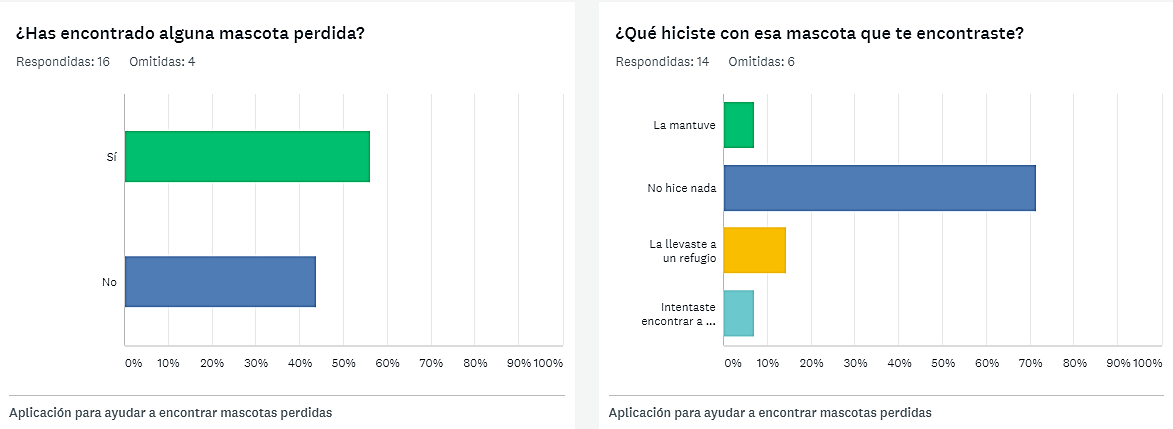 ¿Has encontrado alguna mascota perdida?
Respondidas: 16 Omitidas: 4
Sí
No
0% 10% 20% 30% 40% 50% 60% 70% 80% 90% 100%
Aplicación para ayudar a encontrar mascotas perdidas
¿Qué hiciste con esa mascota que te encontraste?
Respondidas: 14 Omitidas: 6
La mantuve
No hice nada
La llevaste a
un refugio
Intentaste
encontrar a ...
0% 10% 20% 30% 40% 50% 60% 70% 80% 90% 100%
Aplicación para ayudar a encontrar mascotas perdidas